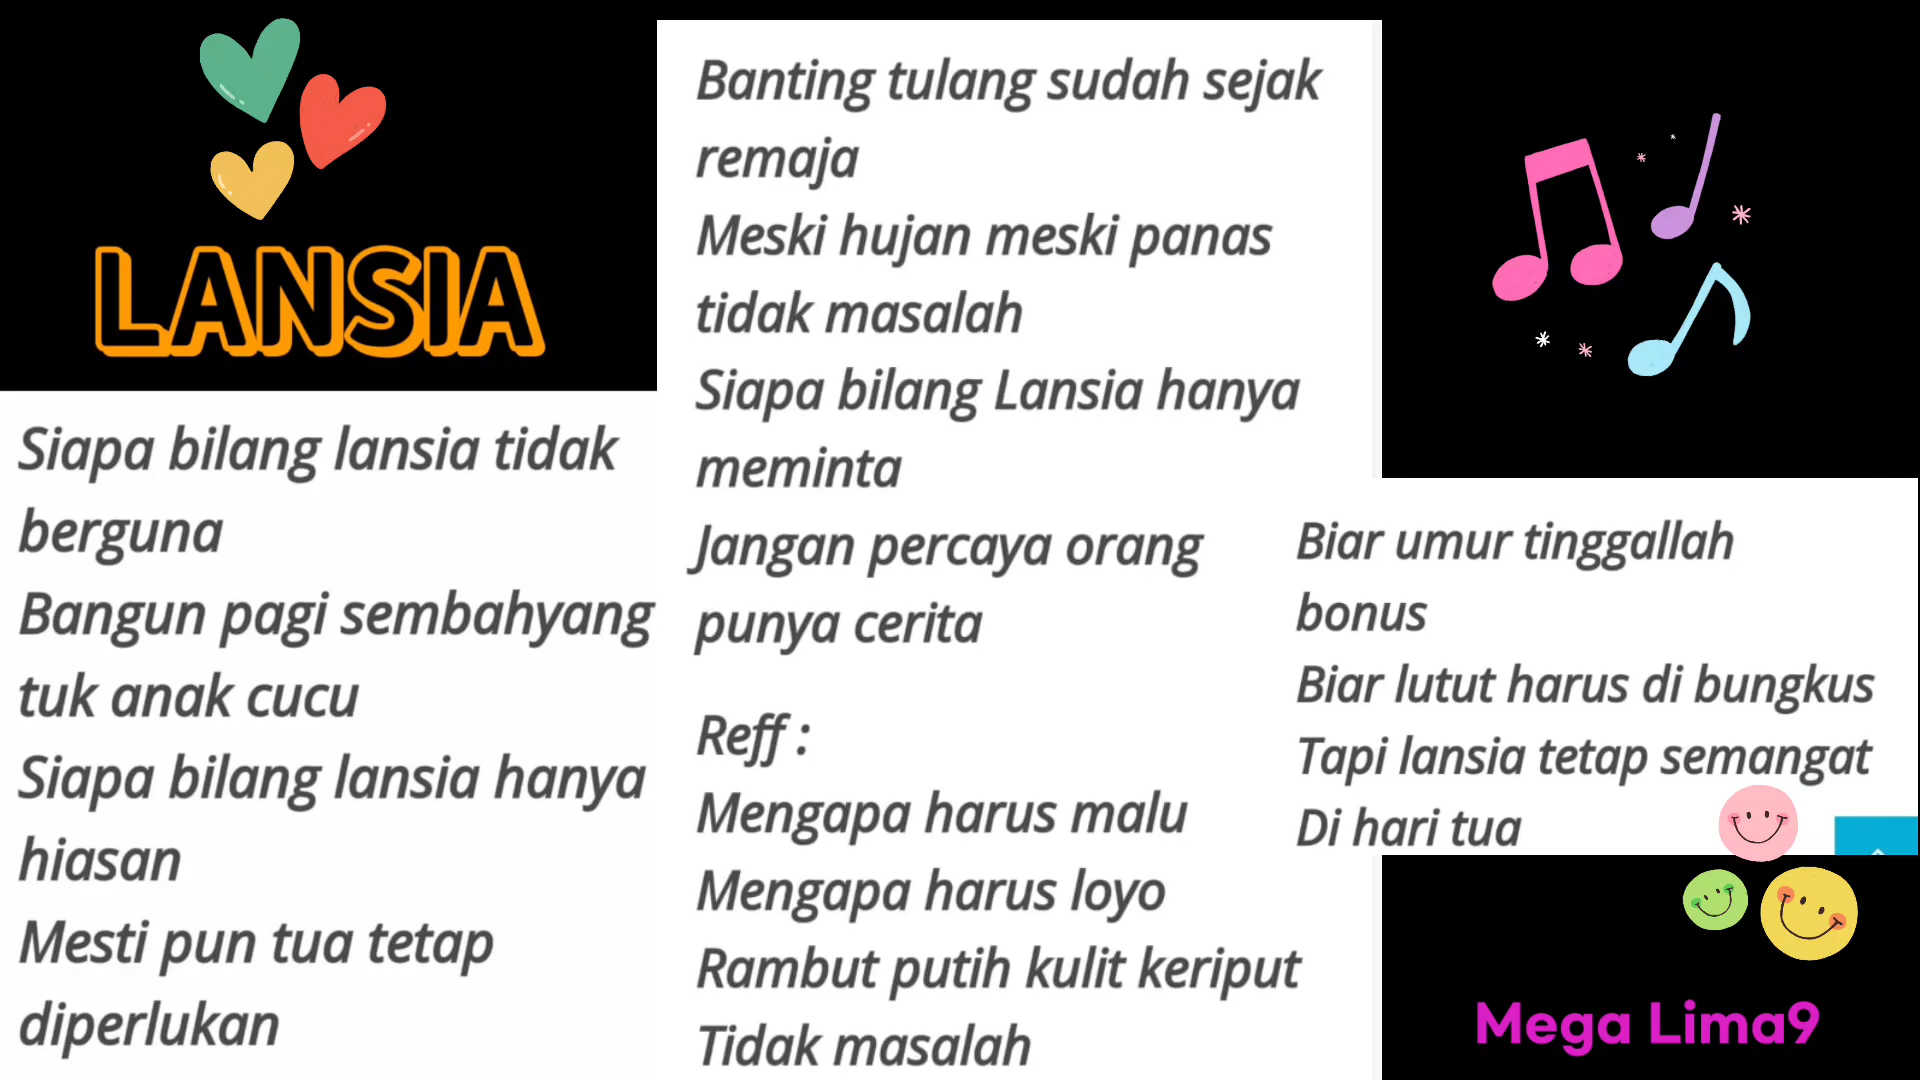 LANSIA
Siapa bilang lansia tidak
berguna
Bangun pagi sembahyang
tuk anak cucu
Siapa bilang lansia hanya
hiasan
Mesti pun tua tetap
diperlukan
Banting tulang sudah sejak
remaja
Meski hujan meski panas
tidak masalah
Siapa bilang Lansia hanya
meminta
Jangan percaya orang
punya cerita
Reff :
Mengapa harus malu
Mengapa harus loyo
Rambut putih kulit keriput
Tidak masalah
Biar umur tinggallah
bonus
Biar lutut harus di bungkus
Tapi lansia tetap semangat
Di hari tua
Mega Lima9